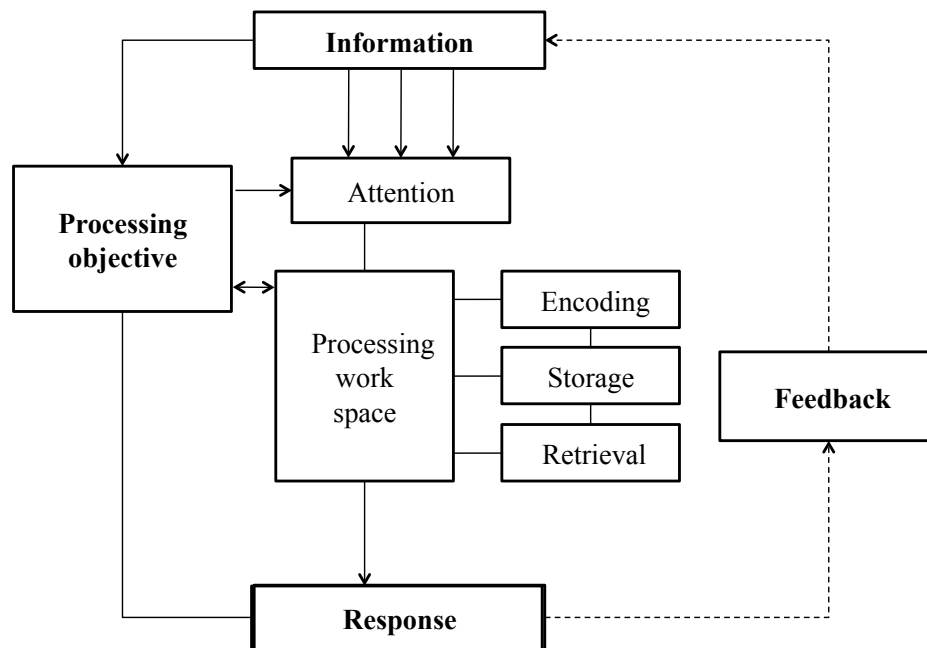 Information
Attention
Processing
objective
Encoding
Processing
work
space
Storage
Retrieval
Feedback
Response